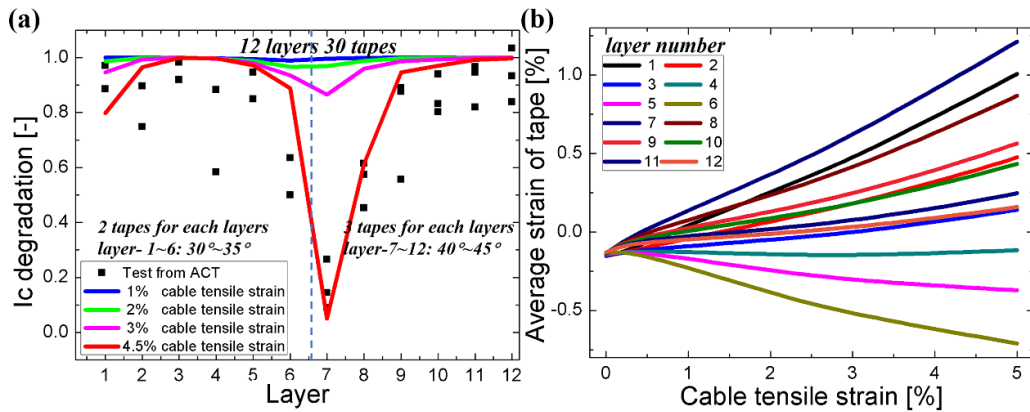 (a)
12 layers 30 tapes
Ic degradation [-]
1.0
0.8
0.6
0.4
0.2
0.0
2 tapes for each layers
layer- 1~6: 30°~35°
3 tapes for each layers
layer-7~12: 40°~45°
Test from ACT
1% cable tensile strain
2% cable tensile strain
3% cable tensile strain
4.5% cable tensile strain
1 2 3 4 5 6 7 8 9 10 11 12
Layer
(b)
layer number
1 2
3 4
5 6
7 8
9 10
11 12
Average strain of tape [%]
1.0
0.5
0.0
-0.5
0 1 2 3 4 5
Cable tensile strain [%]